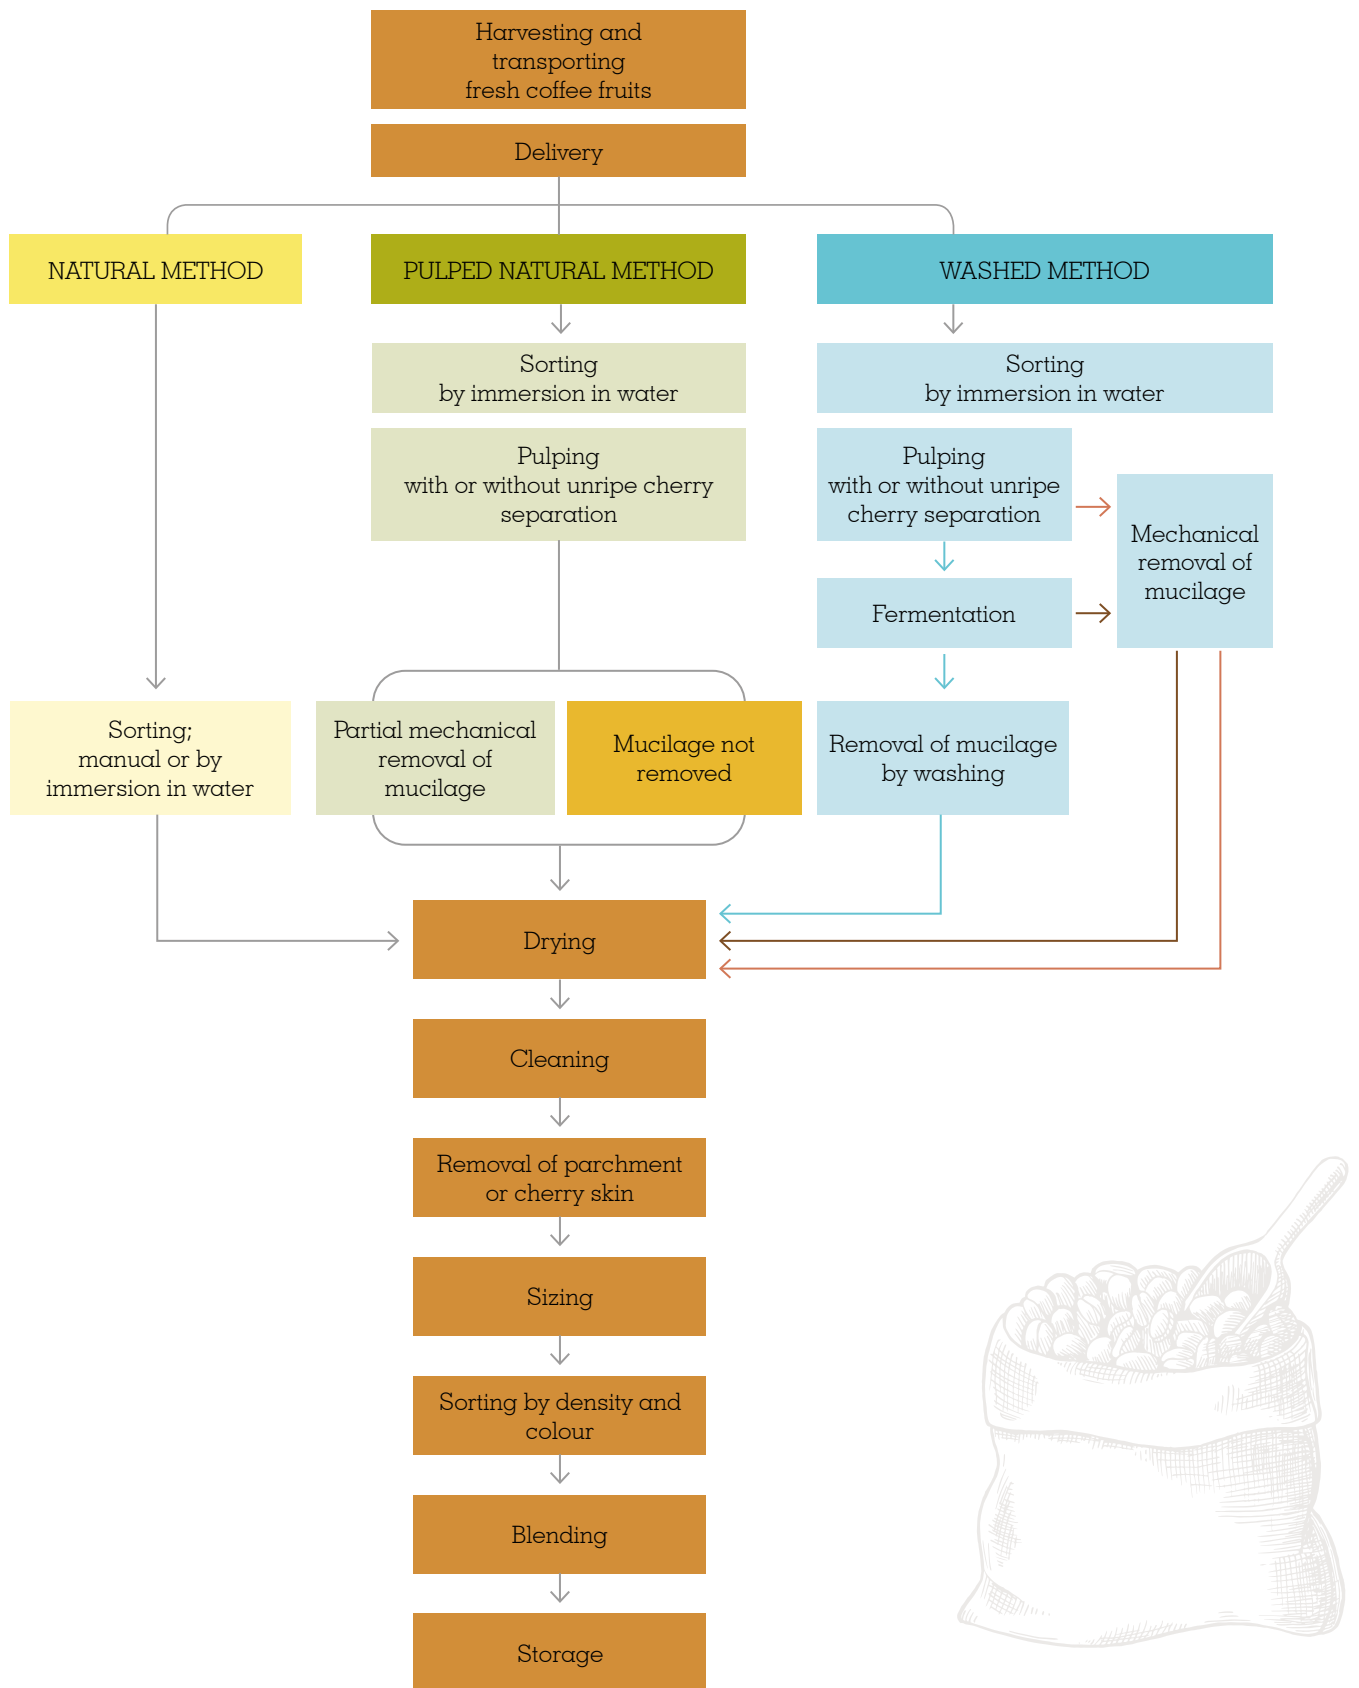 Harvesting and
transporting
fresh coffee fruits
Delivery
NATURAL METHOD
PULPED NATURAL METHOD
WASHED METHOD
Sorting
by immersion in water
Sorting
by immersion in water
Pulping
with or without unripe cherry
separation
Pulping
with or without unripe
cherry separation
Mechanical
removal of
mucilage
Fermentation
Sorting;
manual or by
immersion in water
Partial mechanical
removal of
mucilage
Mucilage not
removed
Removal of mucilage
by washing
Drying
Cleaning
Removal of parchment
or cherry skin
Sizing
Sorting by density and
colour
Blending
Storage